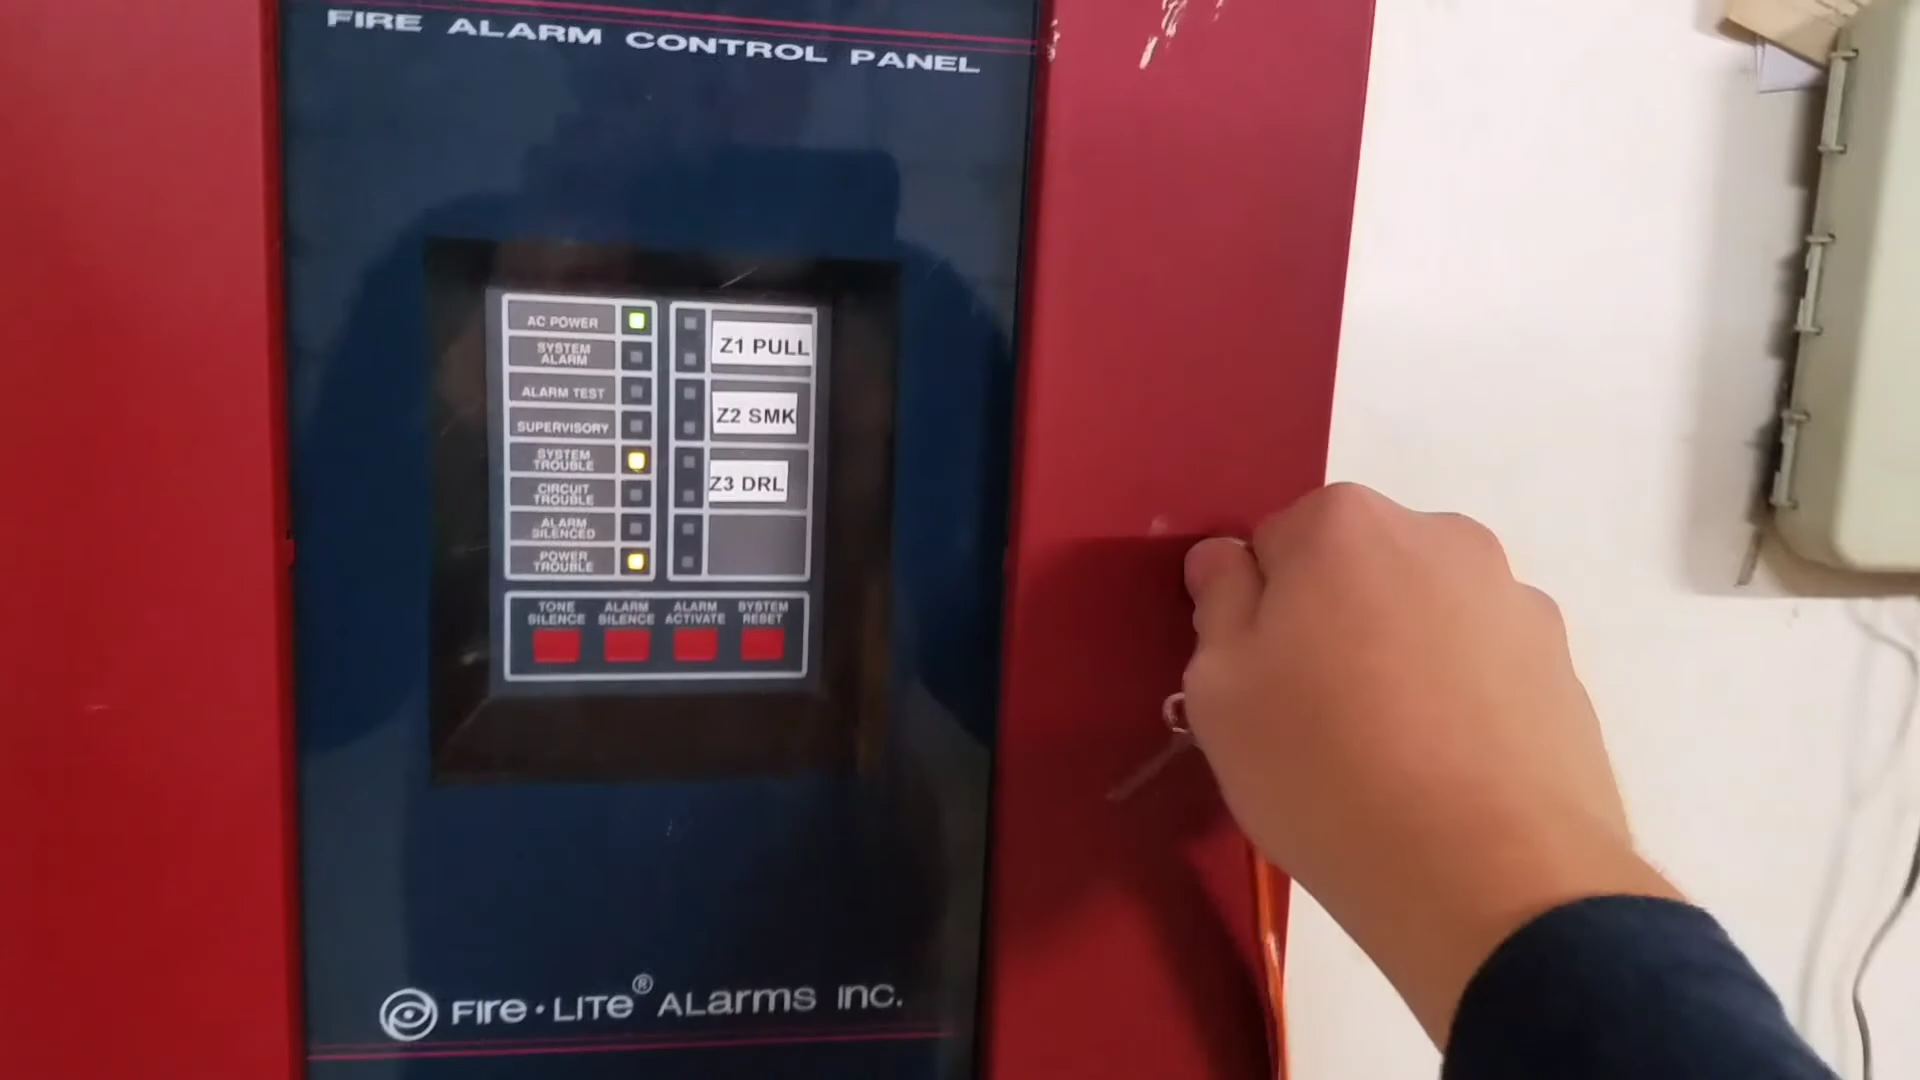 FIRE ALARM CONTROL PANEL
AC POWER
SYSTEM
ALARM
ALARM TEST
SUPERVISORY
SYSTEM
TROUBLE
CIRCUIT
TROUBLE
ALARM
SILENCED
POWER
TROUBLE
Z1 PULL
Z2 SMK
Z3 DRL
TONE
SILENCE
ALARM
SILENCE
ALARM
ACTIVATE
SYSTEM
RESET
FIre•LITe® ALarms Inc.